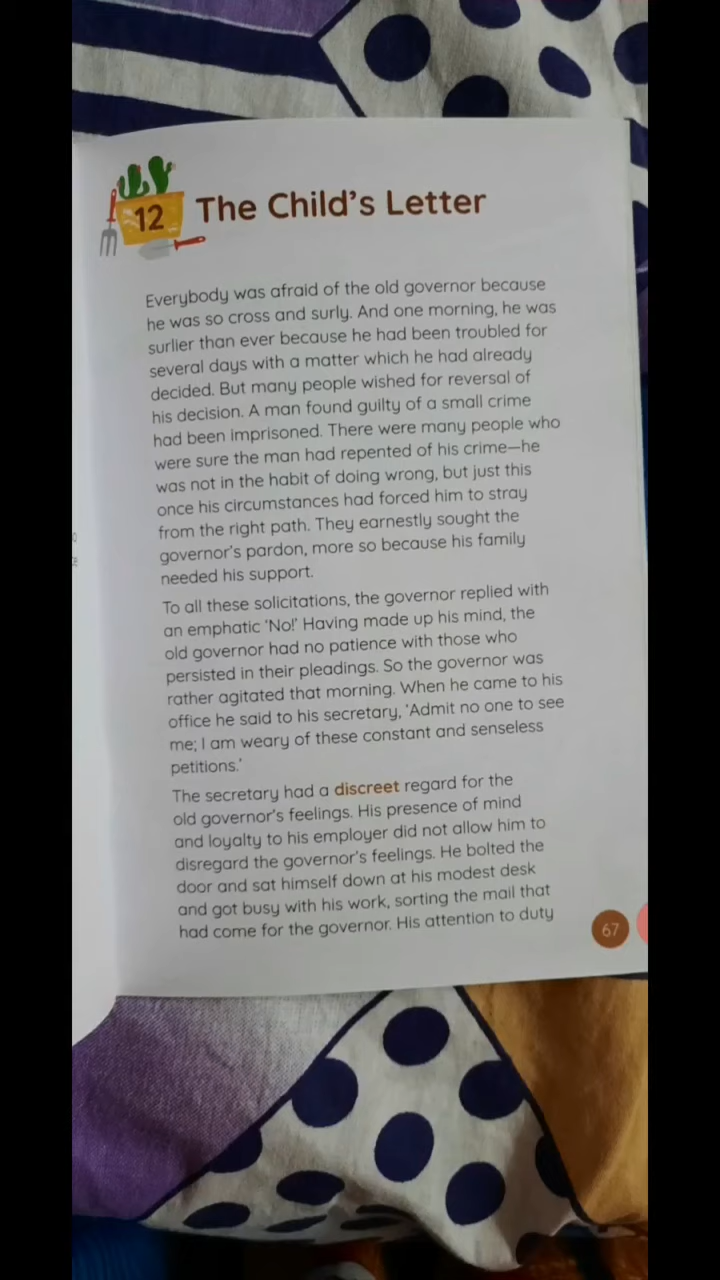 12
The Child's Letter
Everybody was afraid of the old governor because
he was so cross and surly. And one morning, he was
surlier than ever because he had been troubled for
several days with a matter which he had already
decided. But many people wished for reversal of
his decision. A man found guilty of a small crime
had been imprisoned. There were many people who
were sure the man had repented of his crime—he
was not in the habit of doing wrong, but just this
once his circumstances had forced him to stray
from the right path. They earnestly sought the
governor's pardon, more so because his family
needed his support.
To all these solicitations, the governor replied with
an emphatic 'No!' Having made up his mind, the
old governor had no patience with those who
persisted in their pleadings. So the governor was
rather agitated that morning. When he came to his
office he said to his secretary, 'Admit no one to see
me; I am weary of these constant and senseless
petitions.'
The secretary had a discreet regard for the
old governor's feelings. His presence of mind
and loyalty to his employer did not allow him to
disregard the governor's feelings. He bolted the
door and sat himself down at his modest desk
and got busy with his work, sorting the mail that
had come for the governor. His attention to duty
67